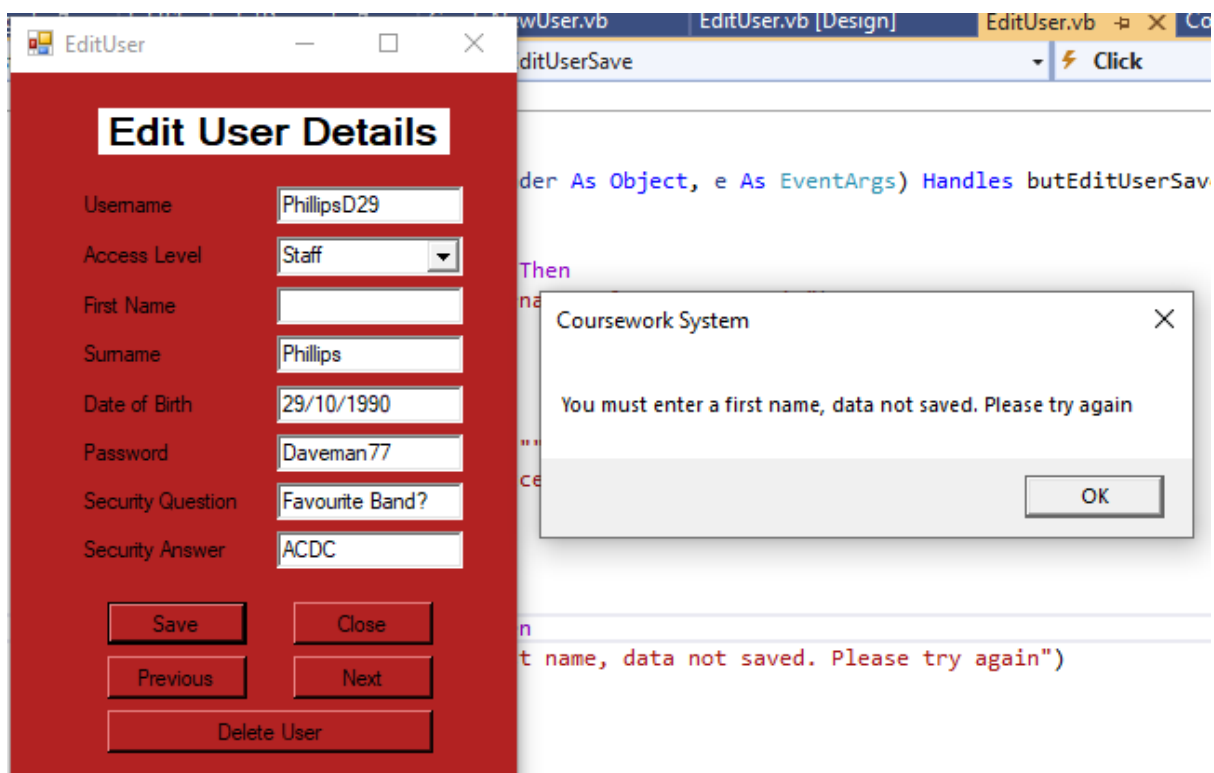 wUser.vb EditUser.vb [Design] EditUser.vb Co
EditUser
ditUserSave Click
Edit User Details
der As Object, e As EventArgs) Handles butEditUserSav
Username PhillipsD29
Access Level Staff
Then
First Name
na
Coursework System
Surname Phillips
Date of Birth 29/10/1990
You must enter a first name, data not saved. Please try again
Password Daveman77
""
ce
Security Question Favourite Band?
OK
Security Answer ACDC
Save Close
n
t name, data not saved. Please try again")
Previous Next
Delete User